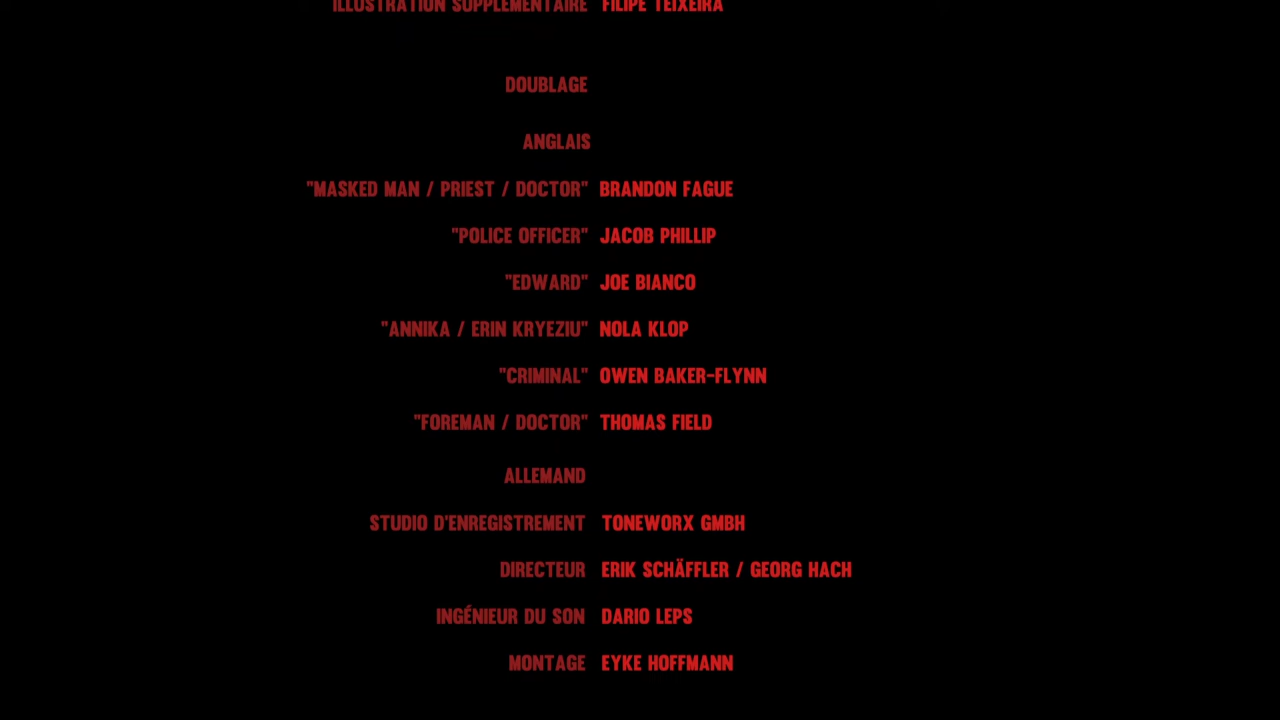 ILLUSTRATION SUPPLÉMENTAIRE FILIPE TEIXEIRA
DOUBLAGE
ANGLAIS
"MASKED MAN / PRIEST / DOCTOR" BRANDON FAGUE
"POLICE OFFICER" JACOB PHILLIP
"EDWARD" JOE BIANCO
"ANNIKA / ERIN KRYEZIU" NOLA KLOP
"CRIMINAL" OWEN BAKER-FLYNN
"FOREMAN / DOCTOR" THOMAS FIELD
ALLEMAND
STUDIO D'ENREGISTREMENT TONEWORX GMBH
DIRECTEUR ERIK SCHÄFFLER / GEORG HACH
INGÉNIEUR DU SON DARIO LEPS
MONTAGE EYKE HOFFMANN